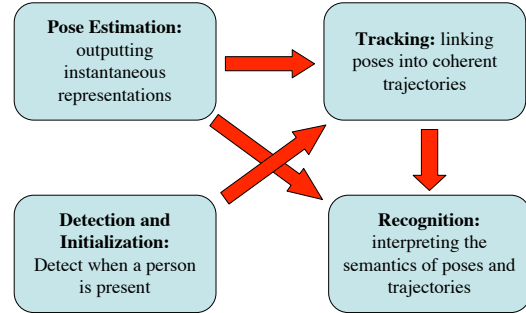 Pose Estimation:
outputting
instantaneous
representations
Tracking: linking
poses into coherent
trajectories
Detection and
Initialization:
Detect when a person
is present
Recognition:
interpreting the
semantics of poses and
trajectories